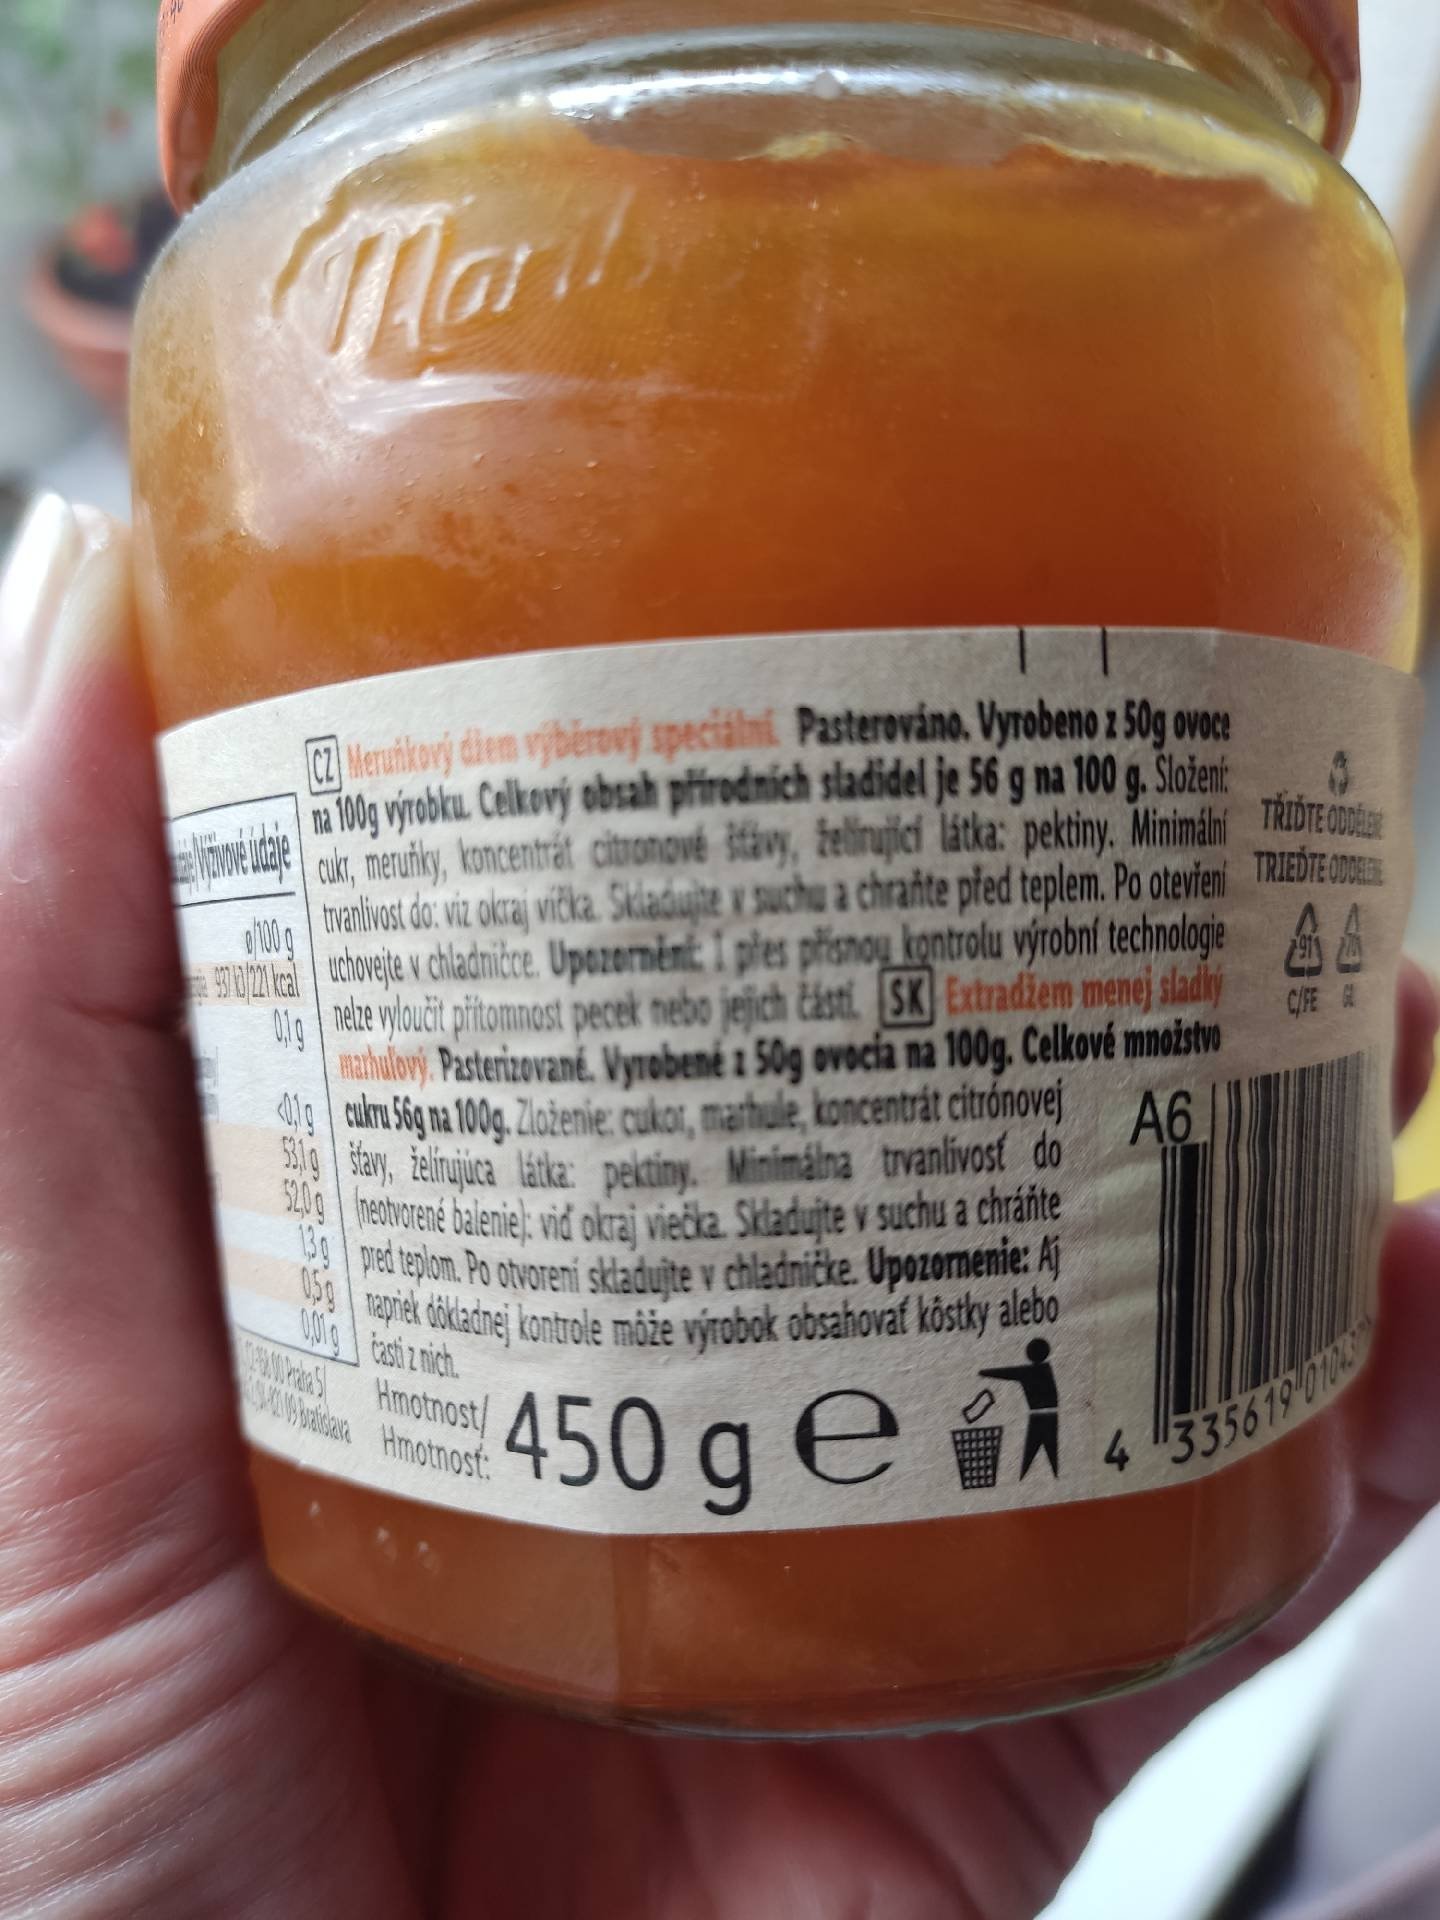 CZ Meruňkový džem výběrový speciální. Pasterováno. Vyrobeno z 50g ovoce
na 100g výrobku. Celkový obsah přírodních sladidel je 56 g na 100 g. Složení:
cukr, meruňky, koncentrát citronové šťávy, želírující látka: pektiny. Minimální
trvanlivost do: viz okraj víčka. Skladujte v suchu a chraňte před teplem. Po otevření
uchovejte v chladničce. Upozornění: I přes přísnou kontrolu výrobní technologie
nelze vyloučit přítomnost pecek nebo jejich částí. SK Extradžem menej sladký
marhuľový. Pasterizované. Vyrobené z 50g ovocia na 100g. Celkové množstvo
cukru 56g na 100g. Zloženie: cukor, marhule, koncentrát citrónovej
šťavy, želírujúca látka: pektíny. Minimálna trvanlivosť do
(neotvorené balenie): viď okraj viečka. Skladujte v suchu a chráňte
pred teplom. Po otvorení skladujte v chladničke. Upozornenie: Aj
napriek dôkladnej kontrole môže výrobok obsahovať kôstky alebo
časti z nich.
Hmotnost/
Hmotnosť: 450 g e
Výživové údaje
ø/100 g
937 kJ/221 kcal
0,1 g
<0,1 g
53,1 g
52,0 g
1,3 g
0,5 g
0,01 g
00 Praha 5/
09 Bratislava
TŘIĎTE ODDĚLENĚ
TRIEĎTE ODDELENE
91
70
C/FE
GL
A6
4 335619 01043